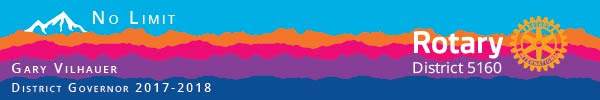 No Limit
Rotary
District 5160
Gary Vilhauer
District Governor 2017-2018